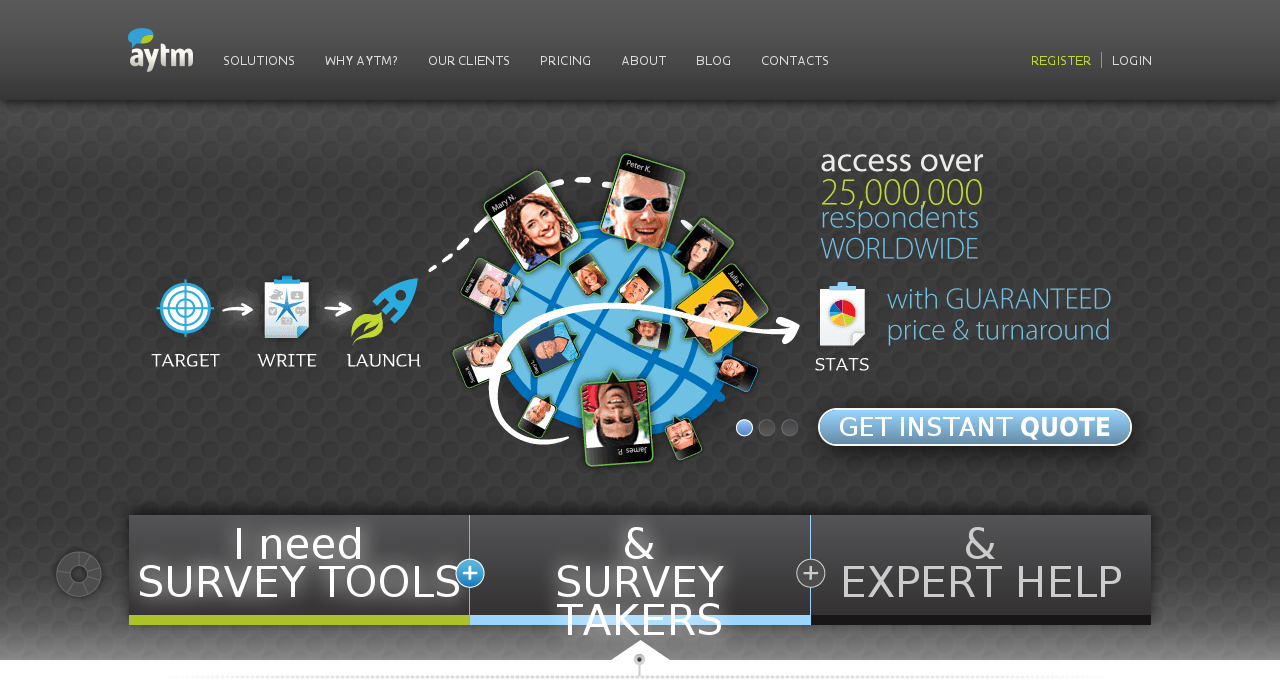 aytm
SOLUTIONS
WHY AYTM?
OUR CLIENTS
PRICING
ABOUT
BLOG
CONTACTS
REGISTER
LOGIN
access over
25,000,000
respondents
WORLDWIDE
Mary N.
Peter K.
Julia F.
James P.
TARGET
WRITE
LAUNCH
STATS
with GUARANTEED
price & turnaround
GET INSTANT QUOTE
I need
SURVEY TOOLS
&
SURVEY
TAKERS
&
EXPERT HELP